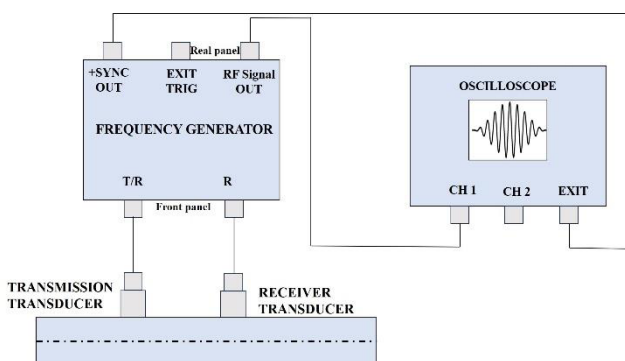 Real panel
+SYNC
OUT
EXIT
TRIG
RF Signal
OUT
FREQUENCY GENERATOR
T/R
R
Front panel
OSCILLOSCOPE
CH 1
CH 2
EXIT
TRANSMISSION
TRANSDUCER
RECEIVER
TRANSDUCER